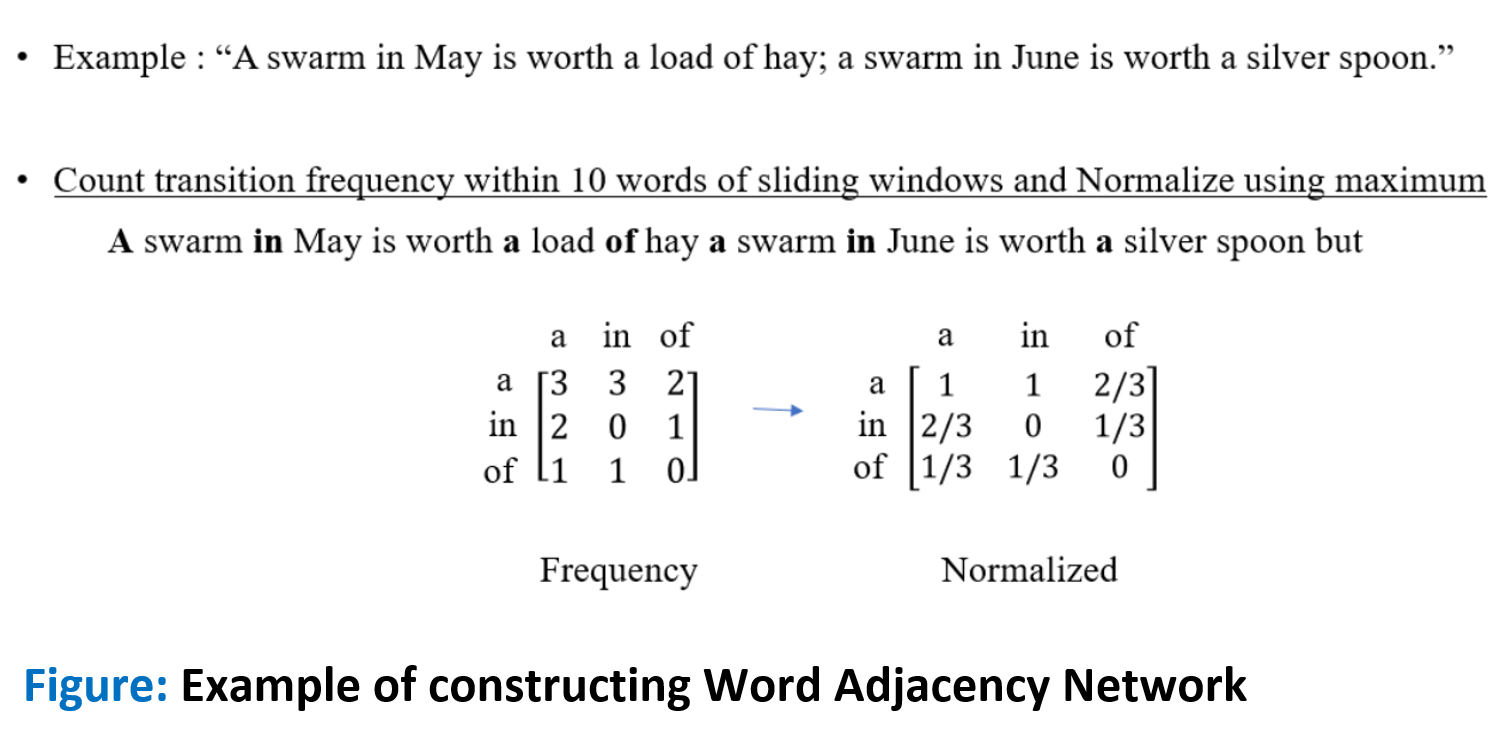 • Example : “A swarm in May is worth a load of hay; a swarm in June is worth a silver spoon.”
• Count transition frequency within 10 words of sliding windows and Normalize using maximum
A swarm in May is worth a load of hay a swarm in June is worth a silver spoon but
a in of a in of
a [3 3 2] a [1 1 2/3]
in [2 0 1] in [2/3 0 1/3]
of [1 1 0] of [1/3 1/3 0]
Frequency Normalized
Figure: Example of constructing Word Adjacency Network